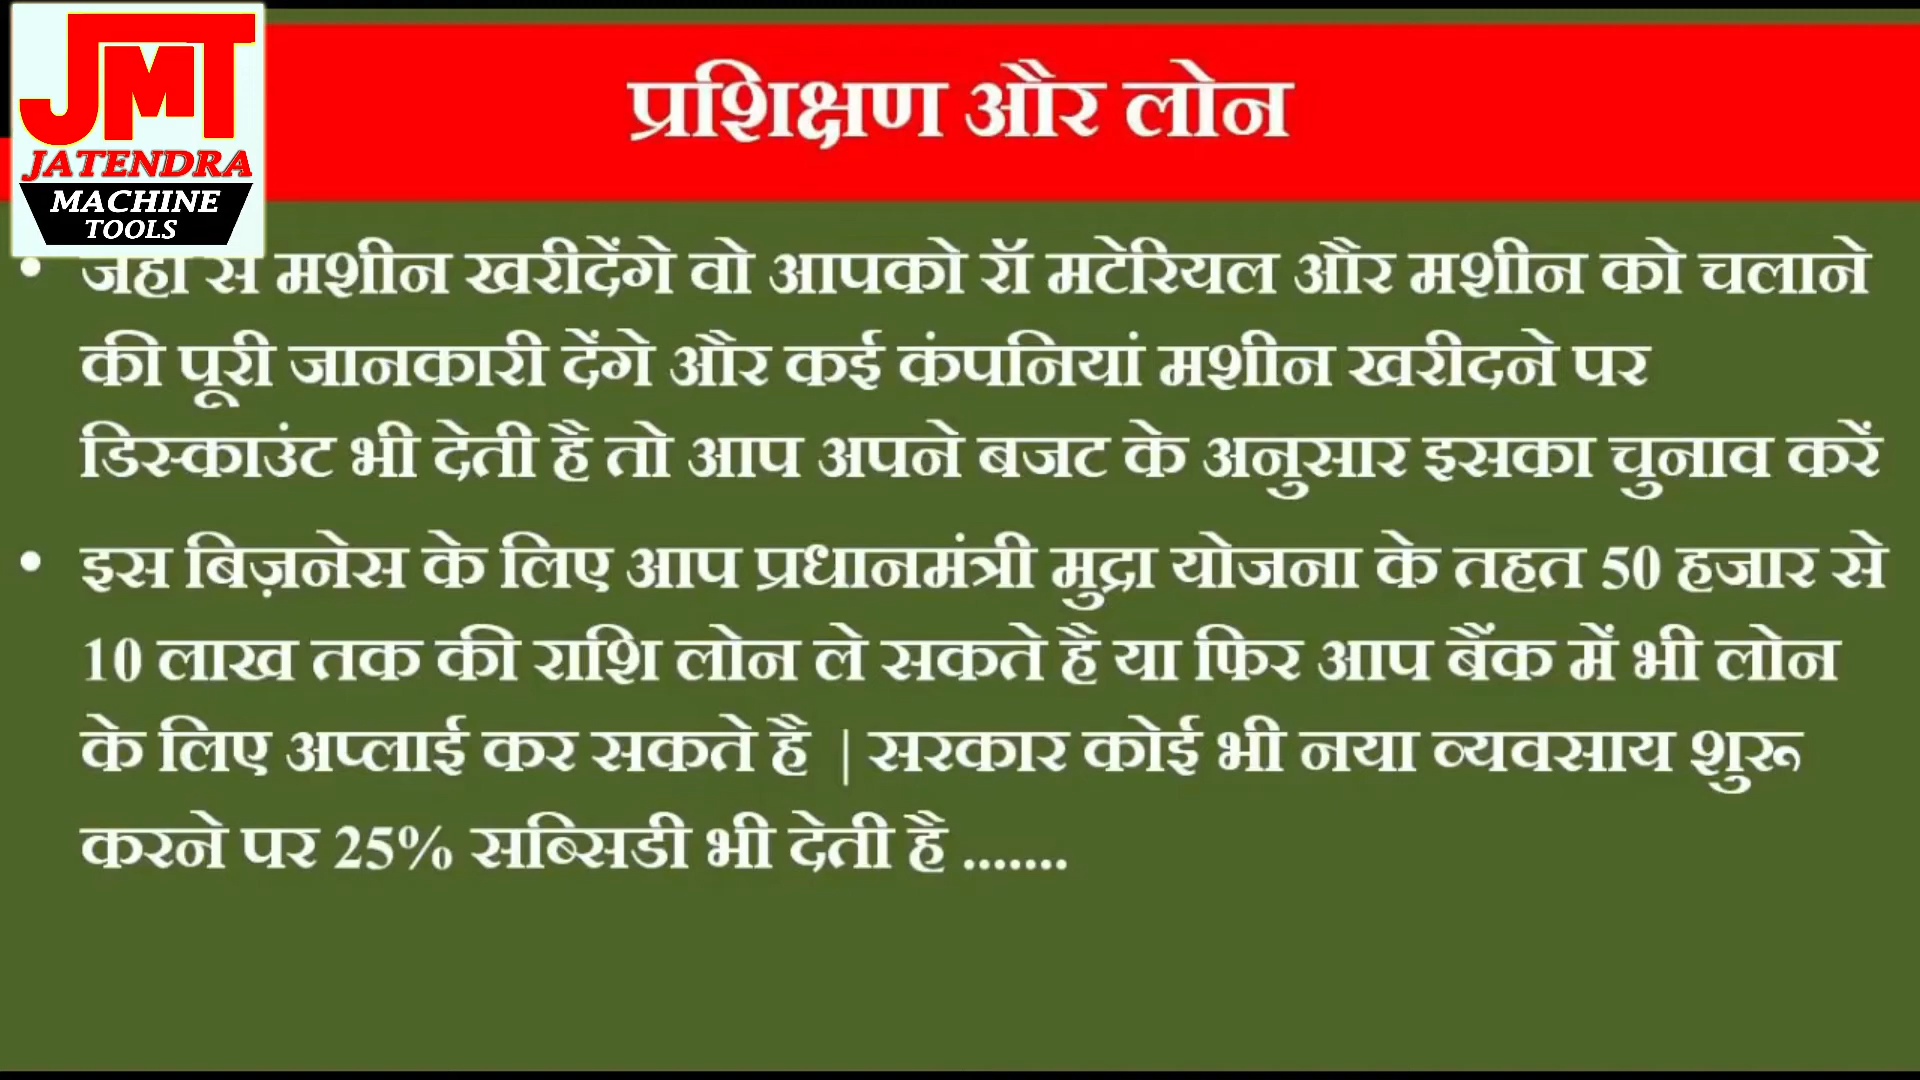 JMT
JATENDRA
MACHINE
TOOLS
प्रशिक्षण और लोन
• जहाँ से मशीन खरीदेंगे वो आपको रॉ मटेरियल और मशीन को चलाने
की पूरी जानकारी देंगे और कई कंपनियां मशीन खरीदने पर
डिस्काउंट भी देती है तो आप अपने बजट के अनुसार इसका चुनाव करें
• इस बिज़नेस के लिए आप प्रधानमंत्री मुद्रा योजना के तहत 50 हजार से
10 लाख तक की राशि लोन ले सकते है या फिर आप बैंक में भी लोन
के लिए अप्लाई कर सकते है | सरकार कोई भी नया व्यवसाय शुरू
करने पर 25% सब्सिडी भी देती है .......